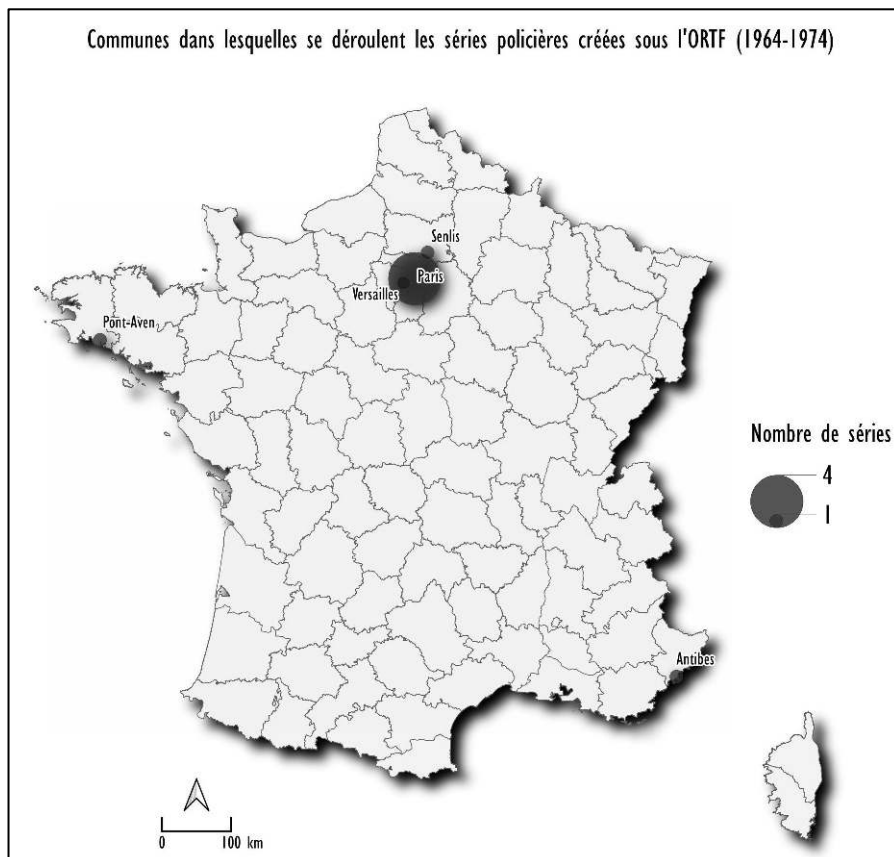 Communes dans lesquelles se déroulent les séries policières créées sous l'ORTF (1964-1974)
Senlis
Paris
Versailles
Pont-Aven
Nombre de séries
4
1
Antibes
0 100 km